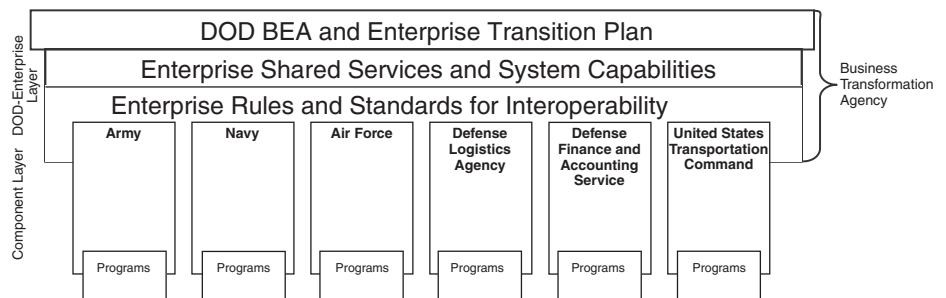 DOD BEA and Enterprise Transition Plan
Enterprise Shared Services and System Capabilities
Enterprise Rules and Standards for Interoperability
DOD-Enterprise
Layer
Business
Transformation
Agency
Component Layer
Army
Navy
Air Force
Defense
Logistics
Agency
Defense
Finance and
Accounting
Service
United States
Transportation
Command
Programs
Programs
Programs
Programs
Programs
Programs